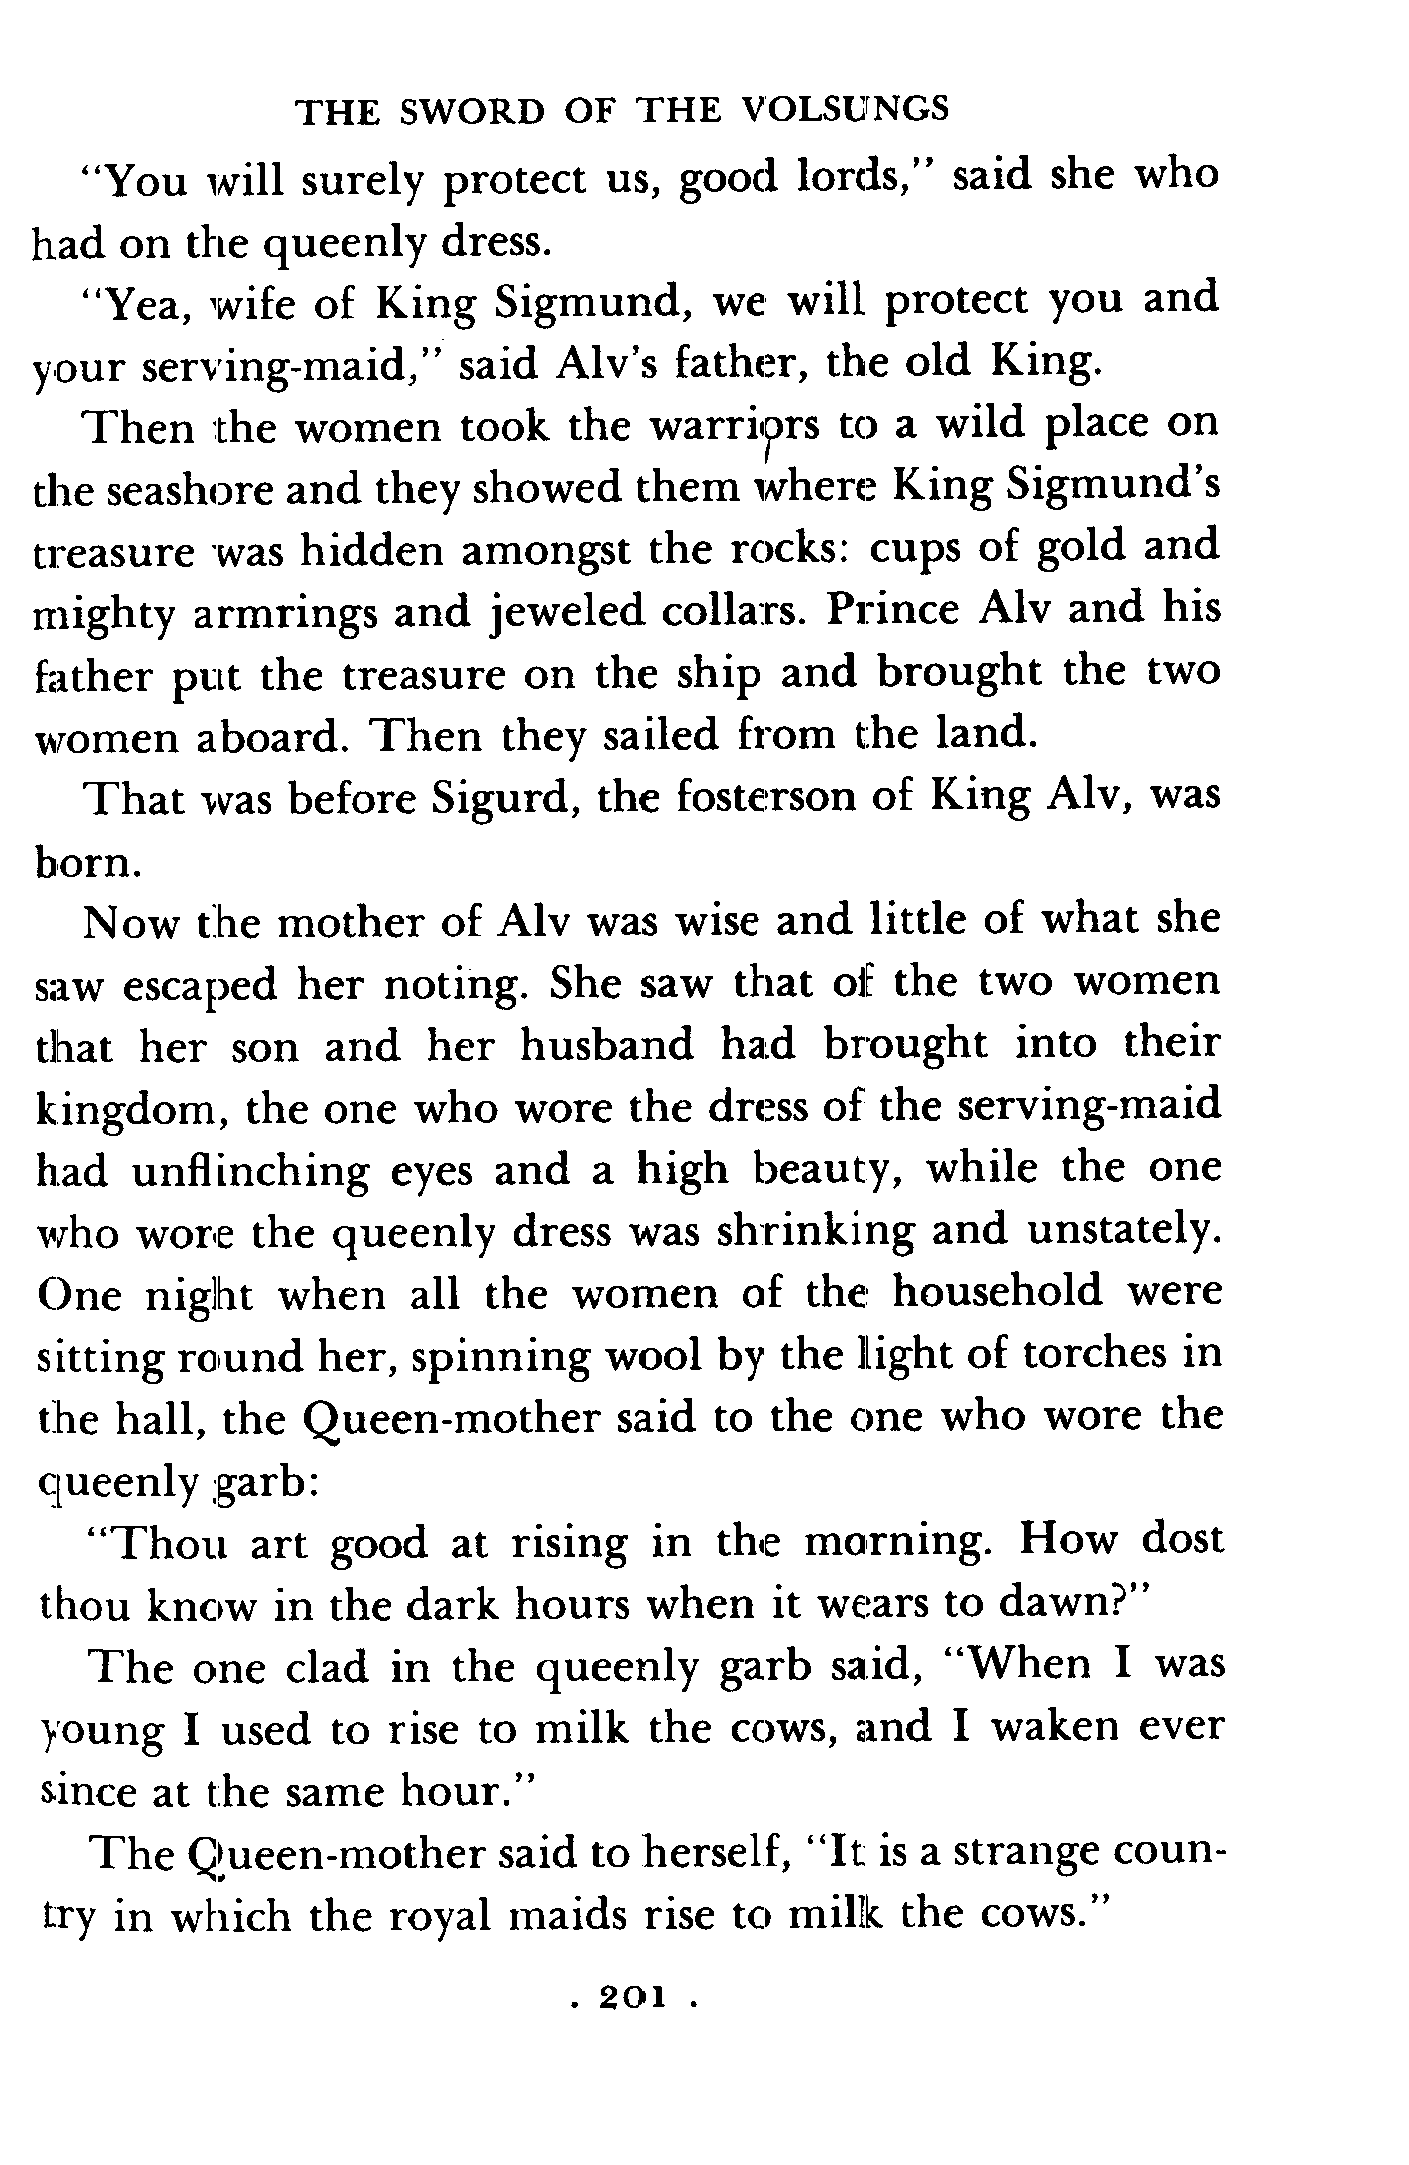 THE SWORD OF THE VOLSUNGS
"You will surely protect us, good lords," said she who
had on the queenly dress.
"Yea, wife of King Sigmund, we will protect you and
your serving-maid," said Alv's father, the old King.
Then the women took the warriors to a wild place on
the seashore and they showed them where King Sigmund's
treasure was hidden amongst the rocks: cups of gold and
mighty armrings and jeweled collars. Prince Alv and his
father put the treasure on the ship and brought the two
women aboard. Then they sailed from the land.
That was before Sigurd, the fosterson of King Alv, was
born.
Now the mother of Alv was wise and little of what she
saw escaped her noting. She saw that of the two women
that her son and her husband had brought into their
kingdom, the one who wore the dress of the serving-maid
had unflinching eyes and a high beauty, while the one
who wore the queenly dress was shrinking and unstately.
One night when all the women of the household were
sitting round her, spinning wool by the light of torches in
the hall, the Queen-mother said to the one who wore the
queenly garb:
"Thou art good at rising in the morning. How dost
thou know in the dark hours when it wears to dawn?"
The one clad in the queenly garb said, "When I was
young I used to rise to milk the cows, and I waken ever
since at the same hour."
The Queen-mother said to herself, "It is a strange coun-
try in which the royal maids rise to milk the cows."
. 201 .